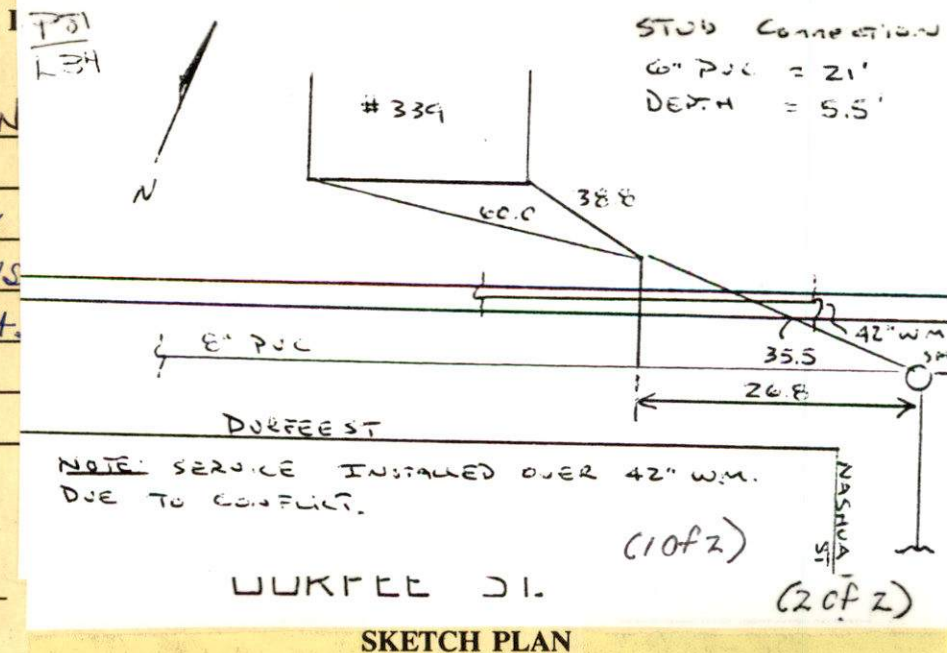 STUB Connection
6" PVC = 21'
DEPTH = 5.5'
N
# 339
38.8
60.0
42" W.M.
8" PVC
35.5
26.8
DURFEE ST
NOTE: SERVICE INSTALLED OVER 42" W.M.
DUE TO CONFLICT.
NASHUA ST
(1 of 2)
(2 of 2)
DURFEE ST.
SKETCH PLAN